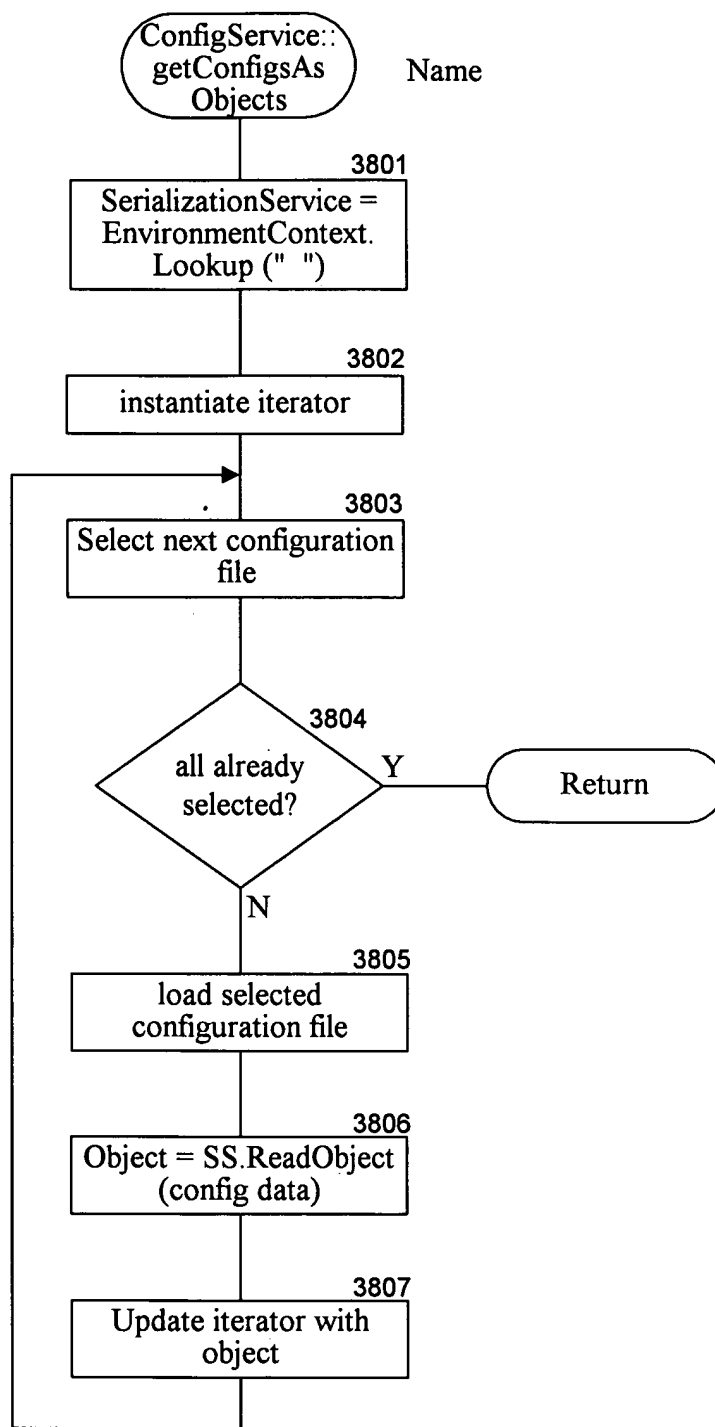 ConfigService::
getConfigsAs
Objects
Name
3801
SerializationService =
EnvironmentContext.
Lookup (" ")
3802
instantiate iterator
3803
Select next configuration
file
3804
all already
selected?
Y
Return
N
3805
load selected
configuration file
3806
Object = SS.ReadObject
(config data)
3807
Update iterator with
object